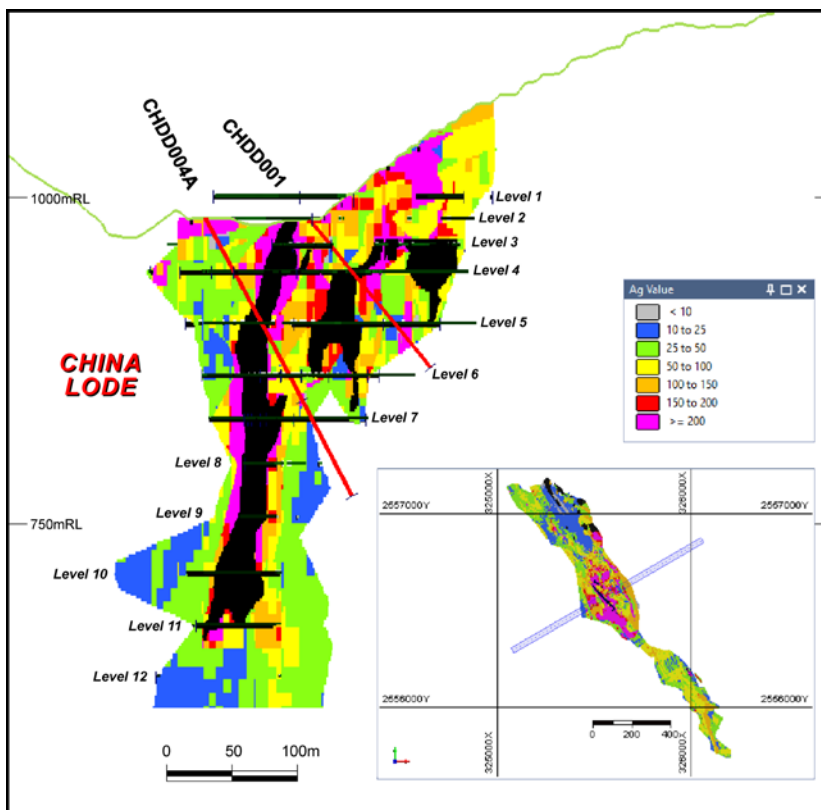 CHDD004A
CHDD001
1000mRL
Level 1
Level 2
Level 3
Level 4
Level 5
Level 6
Level 7
Level 8
Level 9
Level 10
Level 11
Level 12
CHINA
LODE
750mRL
0 50 100m
Ag Value
< 10
10 to 25
25 to 50
50 to 100
100 to 150
150 to 200
>= 200
325000X
326000X
2557000Y
2557000Y
2556000Y
2556000Y
0 200 400
325000X
326000X